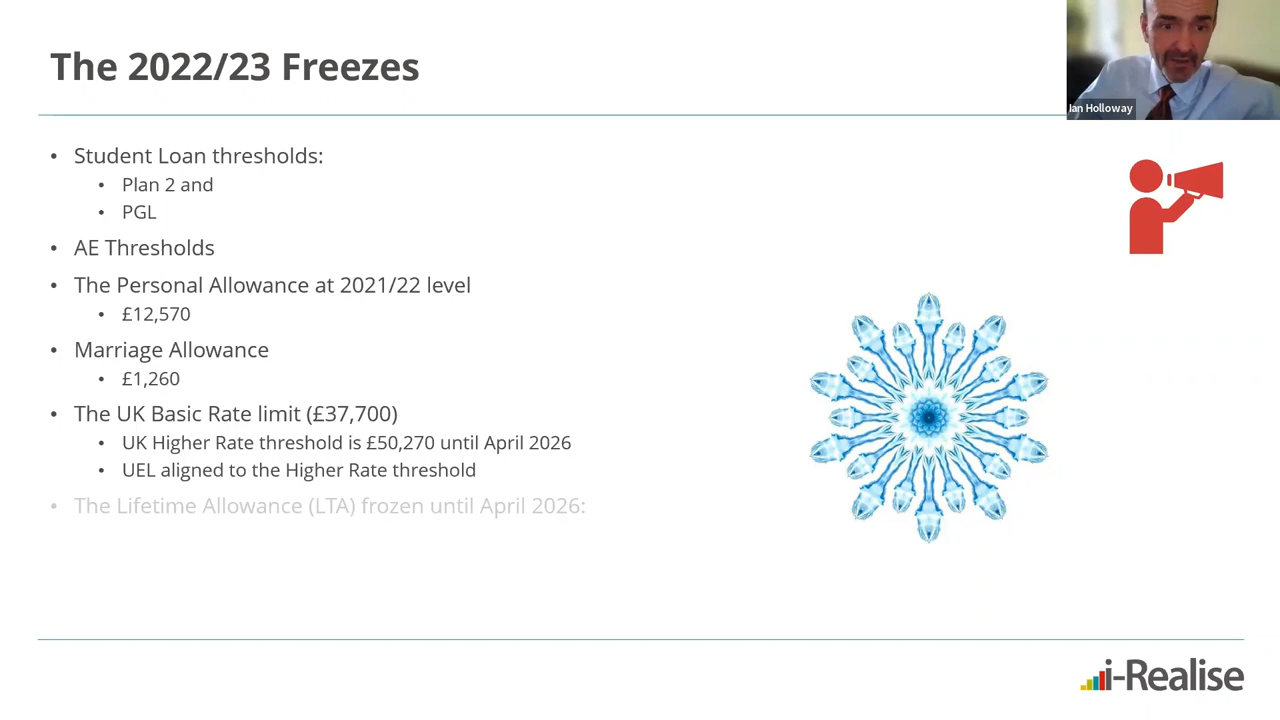 The 2022/23 Freezes
Ian Holloway
• Student Loan thresholds:
• Plan 2 and
• PGL
• AE Thresholds
• The Personal Allowance at 2021/22 level
• £12,570
• Marriage Allowance
• £1,260
• The UK Basic Rate limit (£37,700)
• UK Higher Rate threshold is £50,270 until April 2026
• UEL aligned to the Higher Rate threshold
• The Lifetime Allowance (LTA) frozen until April 2026:
i-Realise